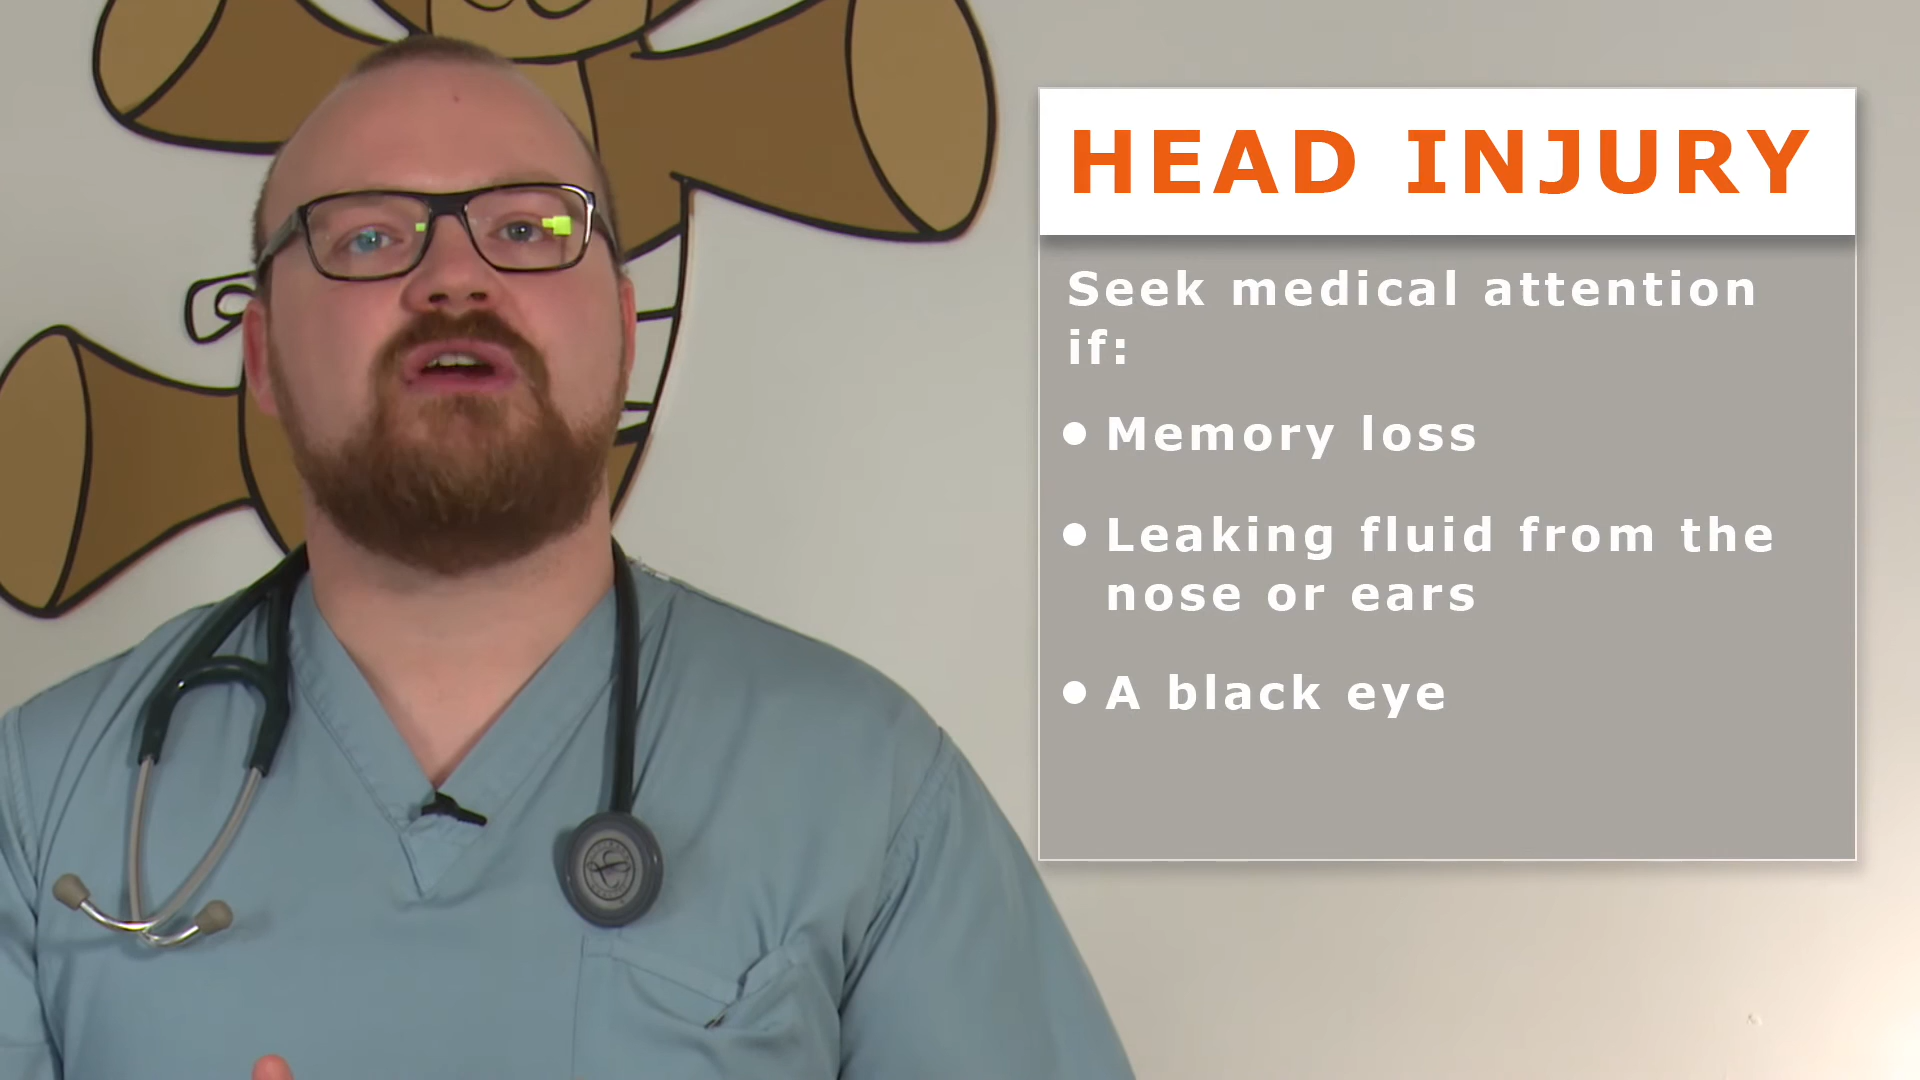 HEAD INJURY
Seek medical attention
if:
• Memory loss
• Leaking fluid from the
nose or ears
• A black eye